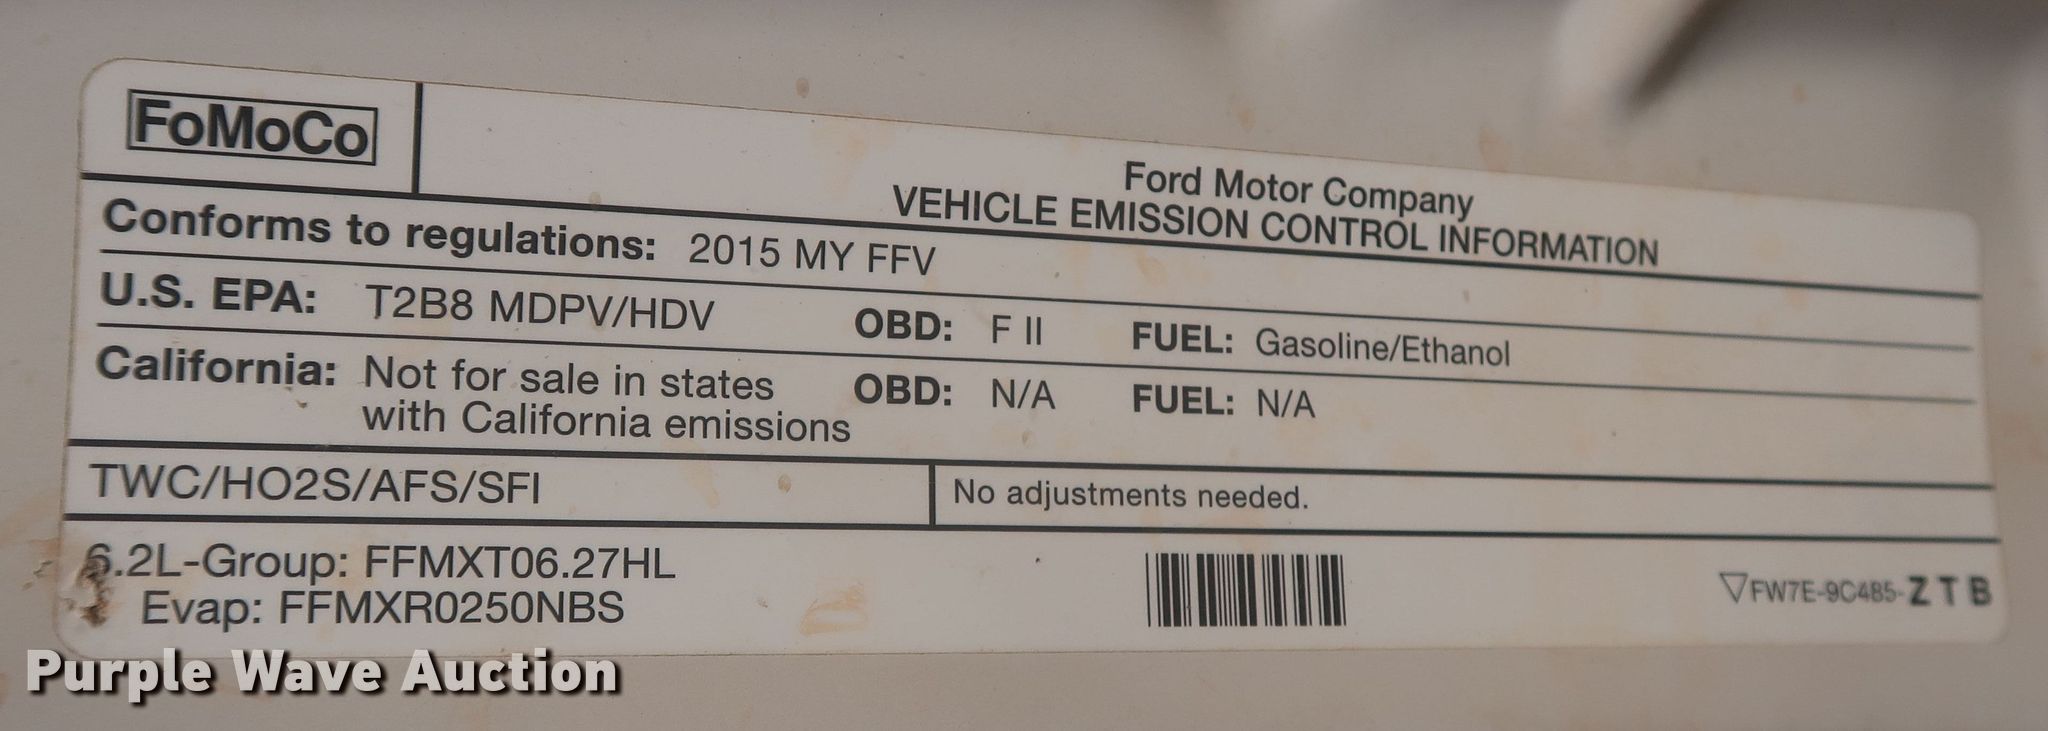 FoMoCo
Ford Motor Company
VEHICLE EMISSION CONTROL INFORMATION
Conforms to regulations: 2015 MY FFV
U.S. EPA: T2B8 MDPV/HDV OBD: F II FUEL: Gasoline/Ethanol
California: Not for sale in states OBD: N/A FUEL: N/A
with California emissions
TWC/HO2S/AFS/SFI No adjustments needed.
6.2L-Group: FFMXT06.27HL
Evap: FFMXR0250NBS
▽FW7E-9C485-ZTB
Purple Wave Auction